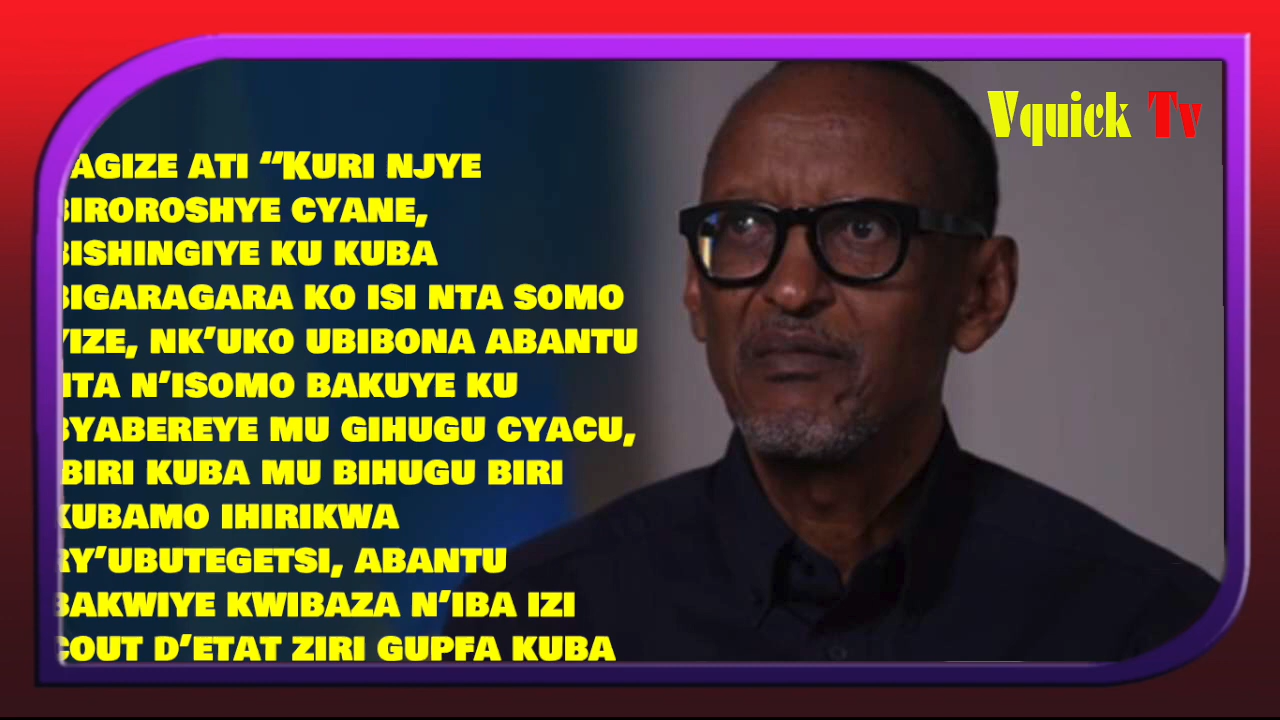 Vquick Tv
AGIZE ATI “KURI NJYE
BIROROSHYE CYANE,
BISHINGIYE KU KUBA
BIGARAGARA KO ISI NTA SOMO
YIZE, NK’UKO UBIBONA ABANTU
NTA N’ISOMO BAKUYE KU
BYABEREYE MU GIHUGU CYACU,
IBIRI KUBA MU BIHUGU BIRI
KUBAMO IHIRIKWA
RY’UBUTEGETSI, ABANTU
BAKWIYE KWIBAZA N’IBA IZI
COUT D’ETAT ZIRI GUPFA KUBA